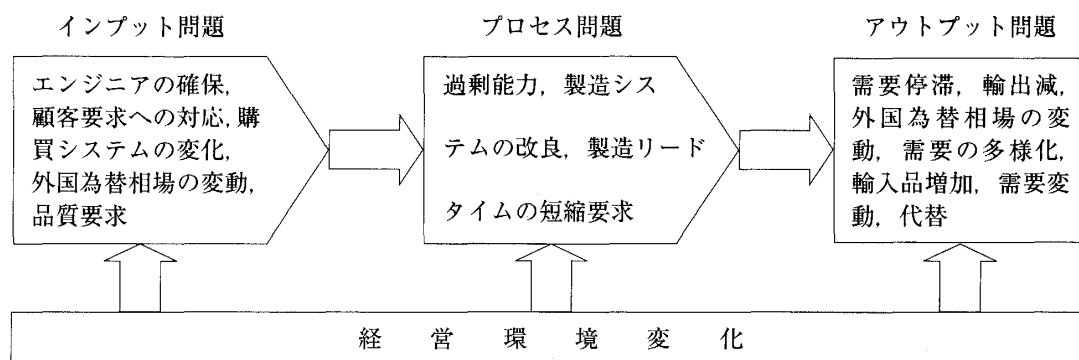 インプット問題
エンジニアの確保,
顧客要求への対応, 購
買システムの変化,
外国為替相場の変動,
品質要求
プロセス問題
過剰能力, 製造シス
テムの改良, 製造リード
タイムの短縮要求
アウトプット問題
需要停滞, 輸出減,
外国為替相場の変
動, 需要の多様化,
輸入品増加, 需要変
動, 代替
経営環境変化